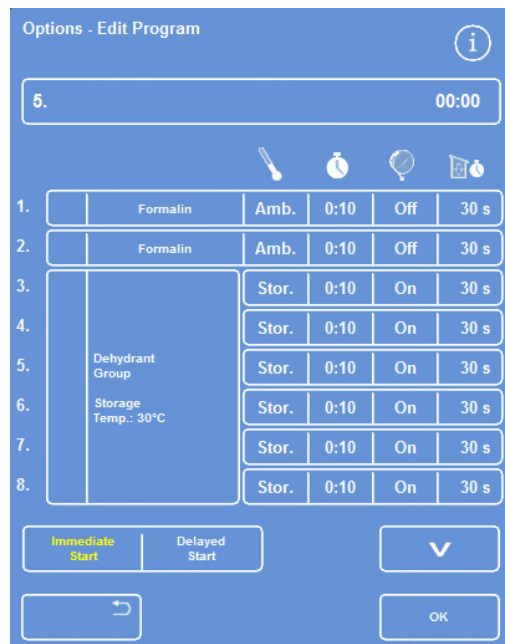 Options - Edit Program
i
5. 00:00
1. Formalin Amb. 0:10 Off 30 s
2. Formalin Amb. 0:10 Off 30 s
3. Stor. 0:10 On 30 s
4. Stor. 0:10 On 30 s
5. Dehydrant Group Stor. 0:10 On 30 s
6. Storage Temp.: 30°C Stor. 0:10 On 30 s
7. Stor. 0:10 On 30 s
8. Stor. 0:10 On 30 s
Immediate Delayed
Start Start
OK